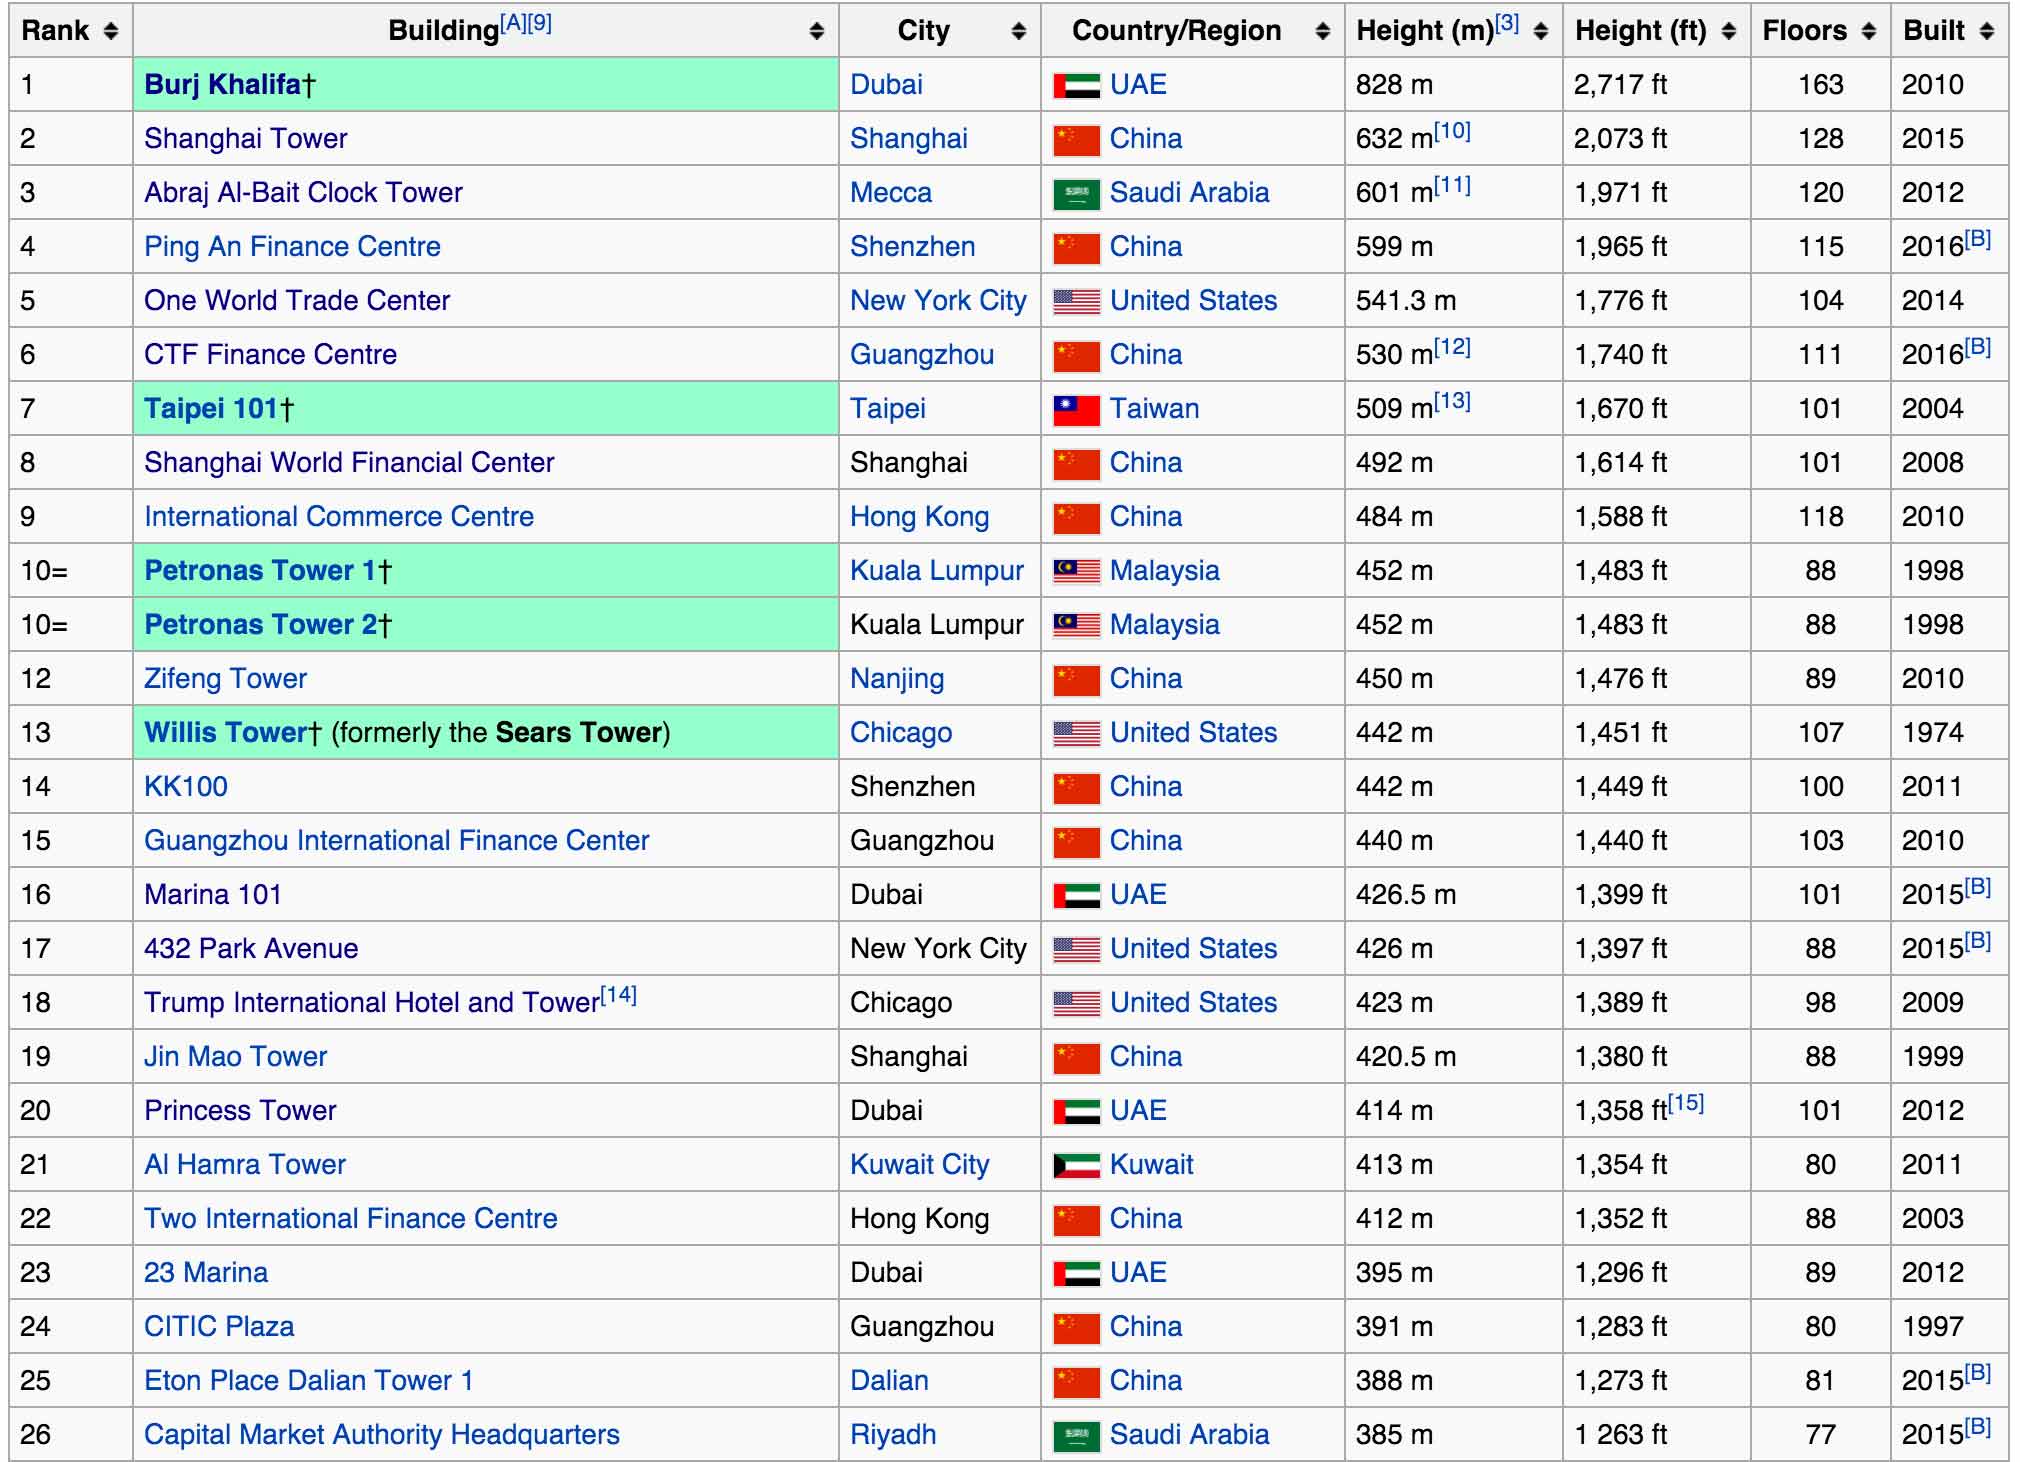 Rank Building[A][9] City Country/Region Height (m)[3] Height (ft) Floors Built
1 Burj Khalifa† Dubai UAE 828 m 2,717 ft 163 2010
2 Shanghai Tower Shanghai China 632 m[10] 2,073 ft 128 2015
3 Abraj Al-Bait Clock Tower Mecca Saudi Arabia 601 m[11] 1,971 ft 120 2012
4 Ping An Finance Centre Shenzhen China 599 m 1,965 ft 115 2016[B]
5 One World Trade Center New York City United States 541.3 m 1,776 ft 104 2014
6 CTF Finance Centre Guangzhou China 530 m[12] 1,740 ft 111 2016[B]
7 Taipei 101† Taipei Taiwan 509 m[13] 1,670 ft 101 2004
8 Shanghai World Financial Center Shanghai China 492 m 1,614 ft 101 2008
9 International Commerce Centre Hong Kong China 484 m 1,588 ft 118 2010
10= Petronas Tower 1† Kuala Lumpur Malaysia 452 m 1,483 ft 88 1998
10= Petronas Tower 2† Kuala Lumpur Malaysia 452 m 1,483 ft 88 1998
12 Zifeng Tower Nanjing China 450 m 1,476 ft 89 2010
13 Willis Tower† (formerly the Sears Tower) Chicago United States 442 m 1,451 ft 107 1974
14 KK100 Shenzhen China 442 m 1,449 ft 100 2011
15 Guangzhou International Finance Center Guangzhou China 440 m 1,440 ft 103 2010
16 Marina 101 Dubai UAE 426.5 m 1,399 ft 101 2015[B]
17 432 Park Avenue New York City United States 426 m 1,397 ft 88 2015[B]
18 Trump International Hotel and Tower[14] Chicago United States 423 m 1,389 ft 98 2009
19 Jin Mao Tower Shanghai China 420.5 m 1,380 ft 88 1999
20 Princess Tower Dubai UAE 414 m 1,358 ft[15] 101 2012
21 Al Hamra Tower Kuwait City Kuwait 413 m 1,354 ft 80 2011
22 Two International Finance Centre Hong Kong China 412 m 1,352 ft 88 2003
23 23 Marina Dubai UAE 395 m 1,296 ft 89 2012
24 CITIC Plaza Guangzhou China 391 m 1,283 ft 80 1997
25 Eton Place Dalian Tower 1 Dalian China 388 m 1,273 ft 81 2015[B]
26 Capital Market Authority Headquarters Riyadh Saudi Arabia 385 m 1 263 ft 77 2015[B]